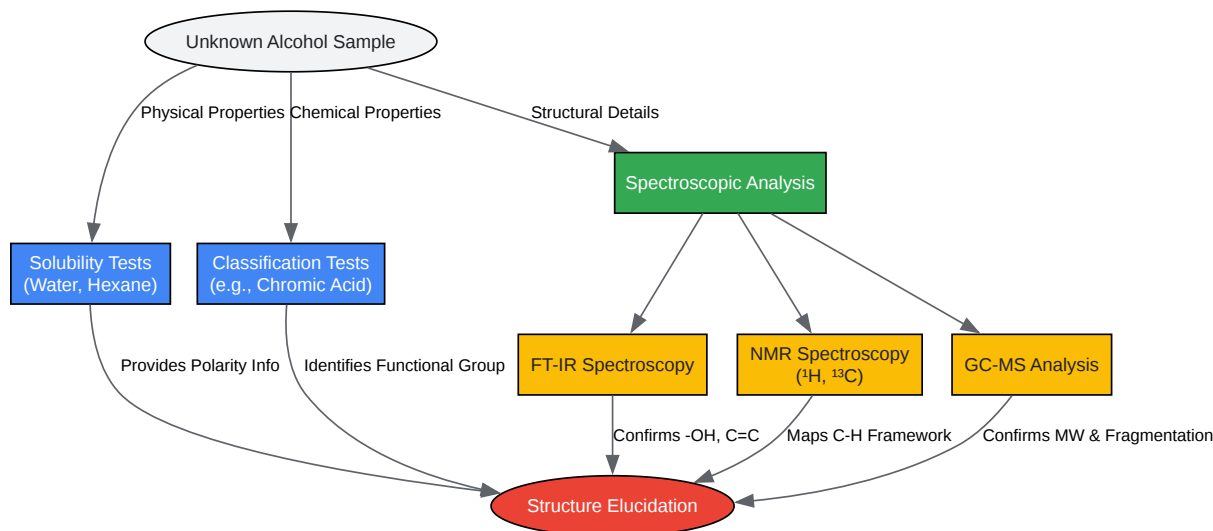 Unknown Alcohol Sample
Physical Properties
Chemical Properties
Structural Details
Spectroscopic Analysis
Solubility Tests
(Water, Hexane)
Classification Tests
(e.g., Chromic Acid)
FT-IR Spectroscopy
NMR Spectroscopy
(¹H, ¹³C)
GC-MS Analysis
Provides Polarity Info
Identifies Functional Group
Confirms -OH, C=C
Maps C-H Framework
Confirms MW & Fragmentation
Structure Elucidation